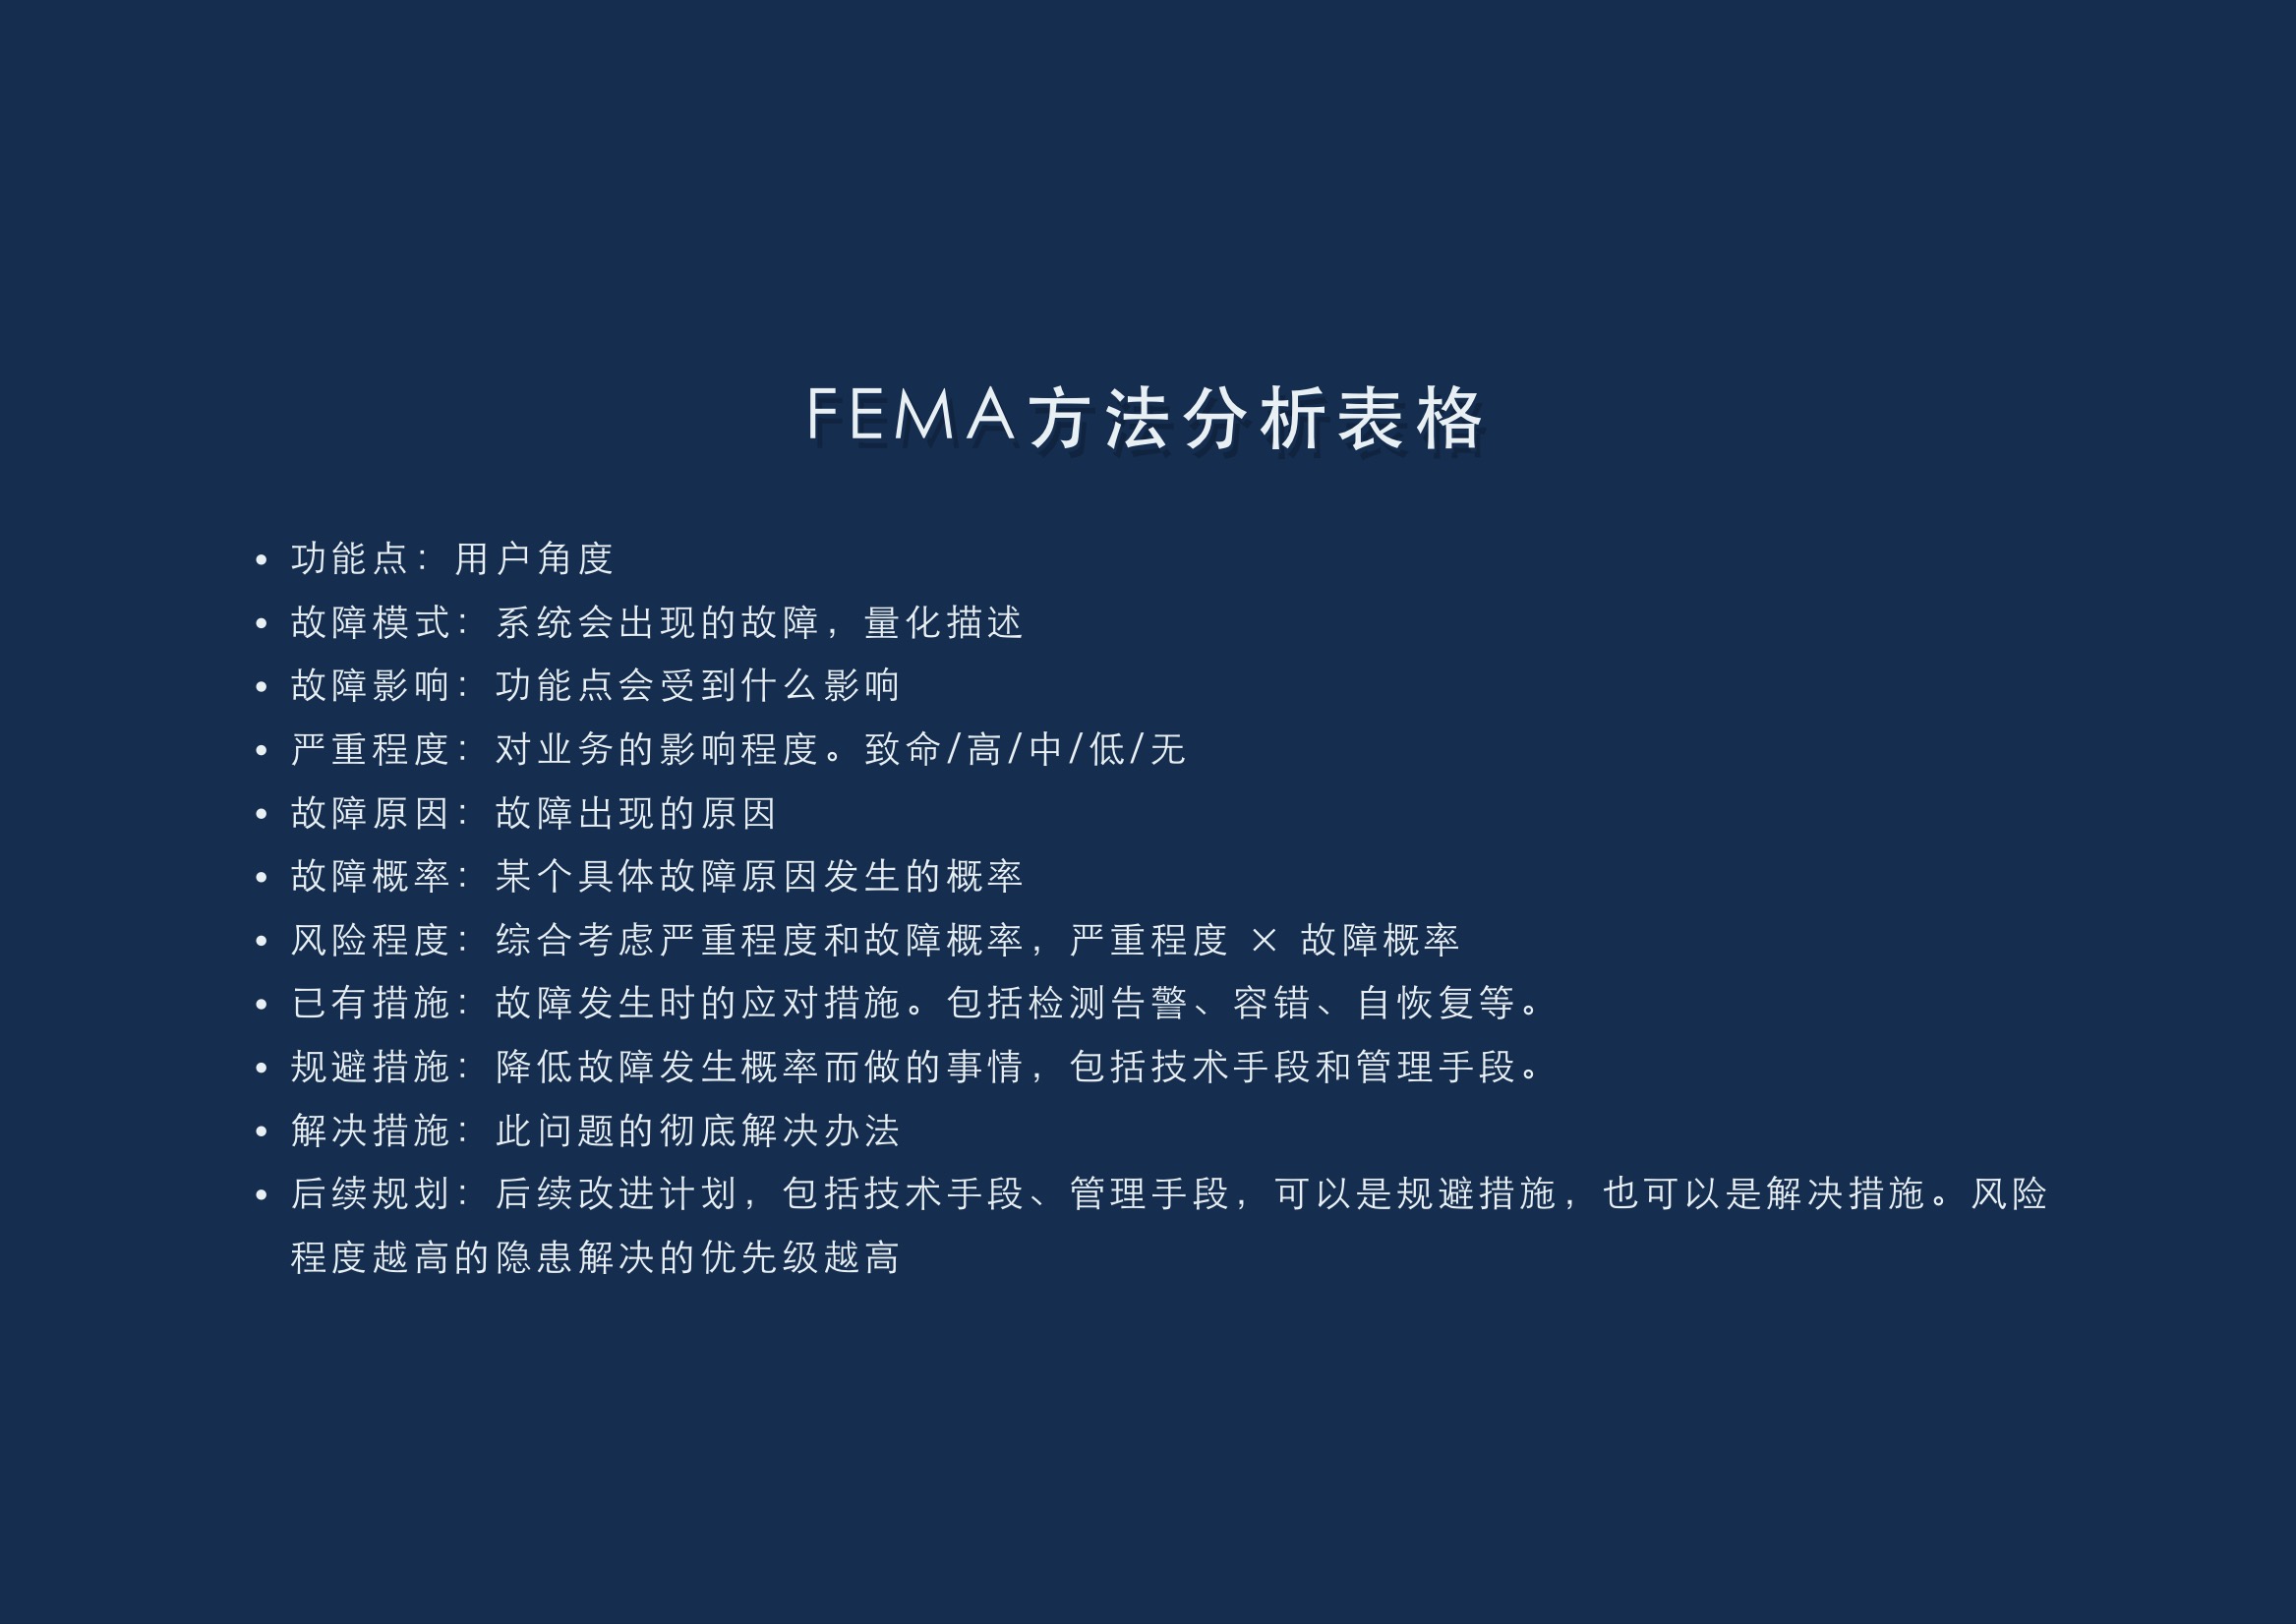 FEMA方法分析表格
• 功能点：用户角度
• 故障模式：系统会出现的故障，量化描述
• 故障影响：功能点会受到什么影响
• 严重程度：对业务的影响程度。致命/高/中/低/无
• 故障原因：故障出现的原因
• 故障概率：某个具体故障原因发生的概率
• 风险程度：综合考虑严重程度和故障概率，严重程度 × 故障概率
• 已有措施：故障发生时的应对措施。包括检测告警、容错、自恢复等。
• 规避措施：降低故障发生概率而做的事情，包括技术手段和管理手段。
• 解决措施：此问题的彻底解决办法
• 后续规划：后续改进计划，包括技术手段、管理手段，可以是规避措施，也可以是解决措施。风险
程度越高的隐患解决的优先级越高